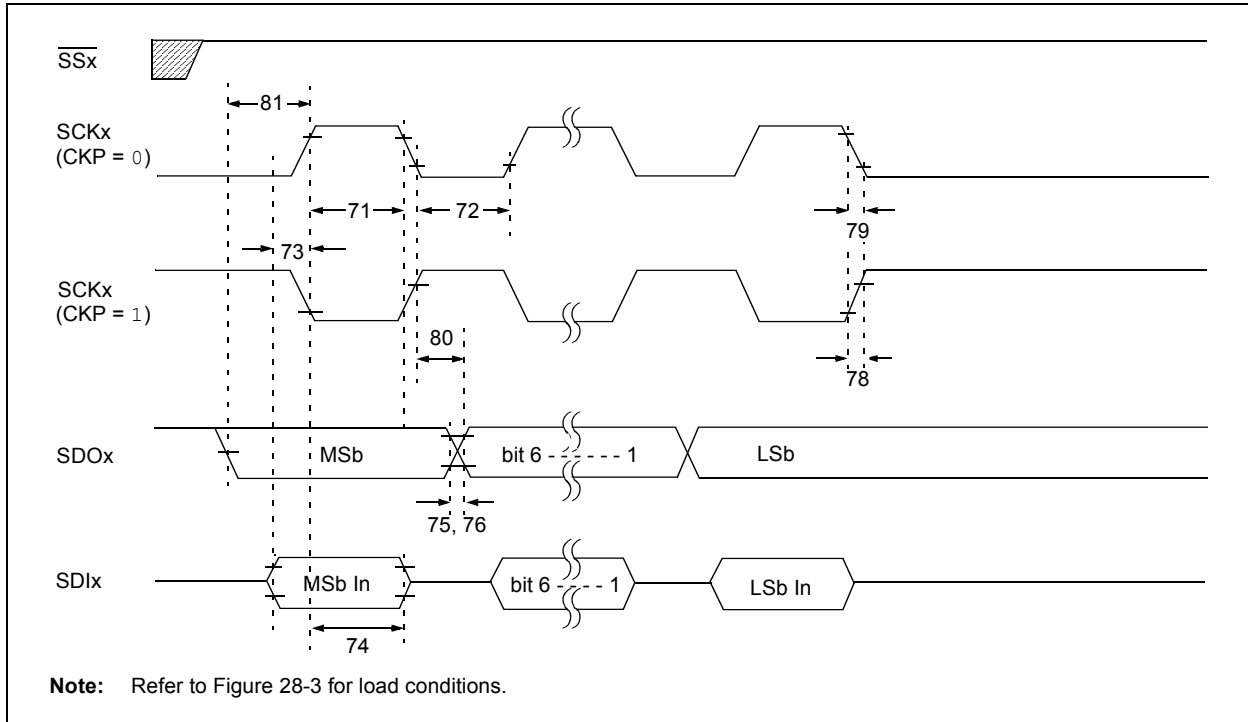 SSx
81
SCKx
(CKP = 0)
71
72
73
79
SCKx
(CKP = 1)
80
78
SDOx
MSb
bit 6 - - - - - - 1
LSb
75, 76
SDIx
MSb In
bit 6 - - - - 1
LSb In
74
Note: Refer to Figure 28-3 for load conditions.